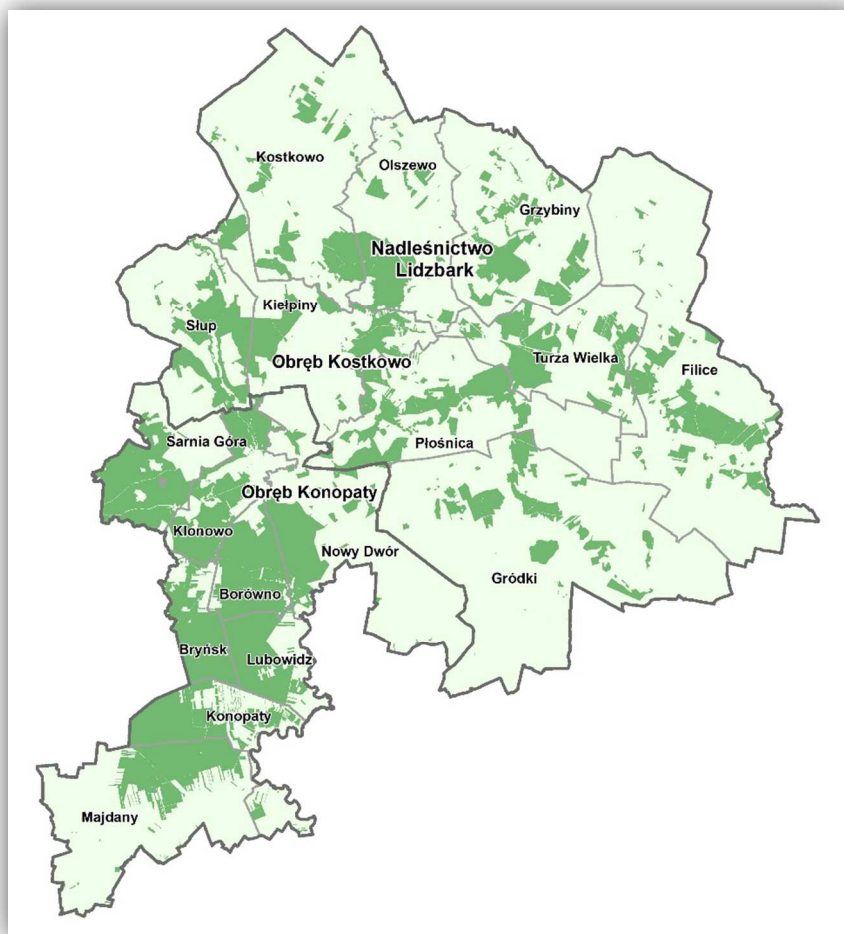 Kostkowo
Olszewo
Grzybiny
Nadleśnictwo
Lidzbark
Kiełpiny
Słup
Obręb Kostkowo
Turza Wielka
Filice
Sarnia Góra
Płośnica
Obręb Konopaty
Klonowo
Nowy Dwór
Gródki
Borówno
Bryńsk
Lubowidz
Konopaty
Majdany